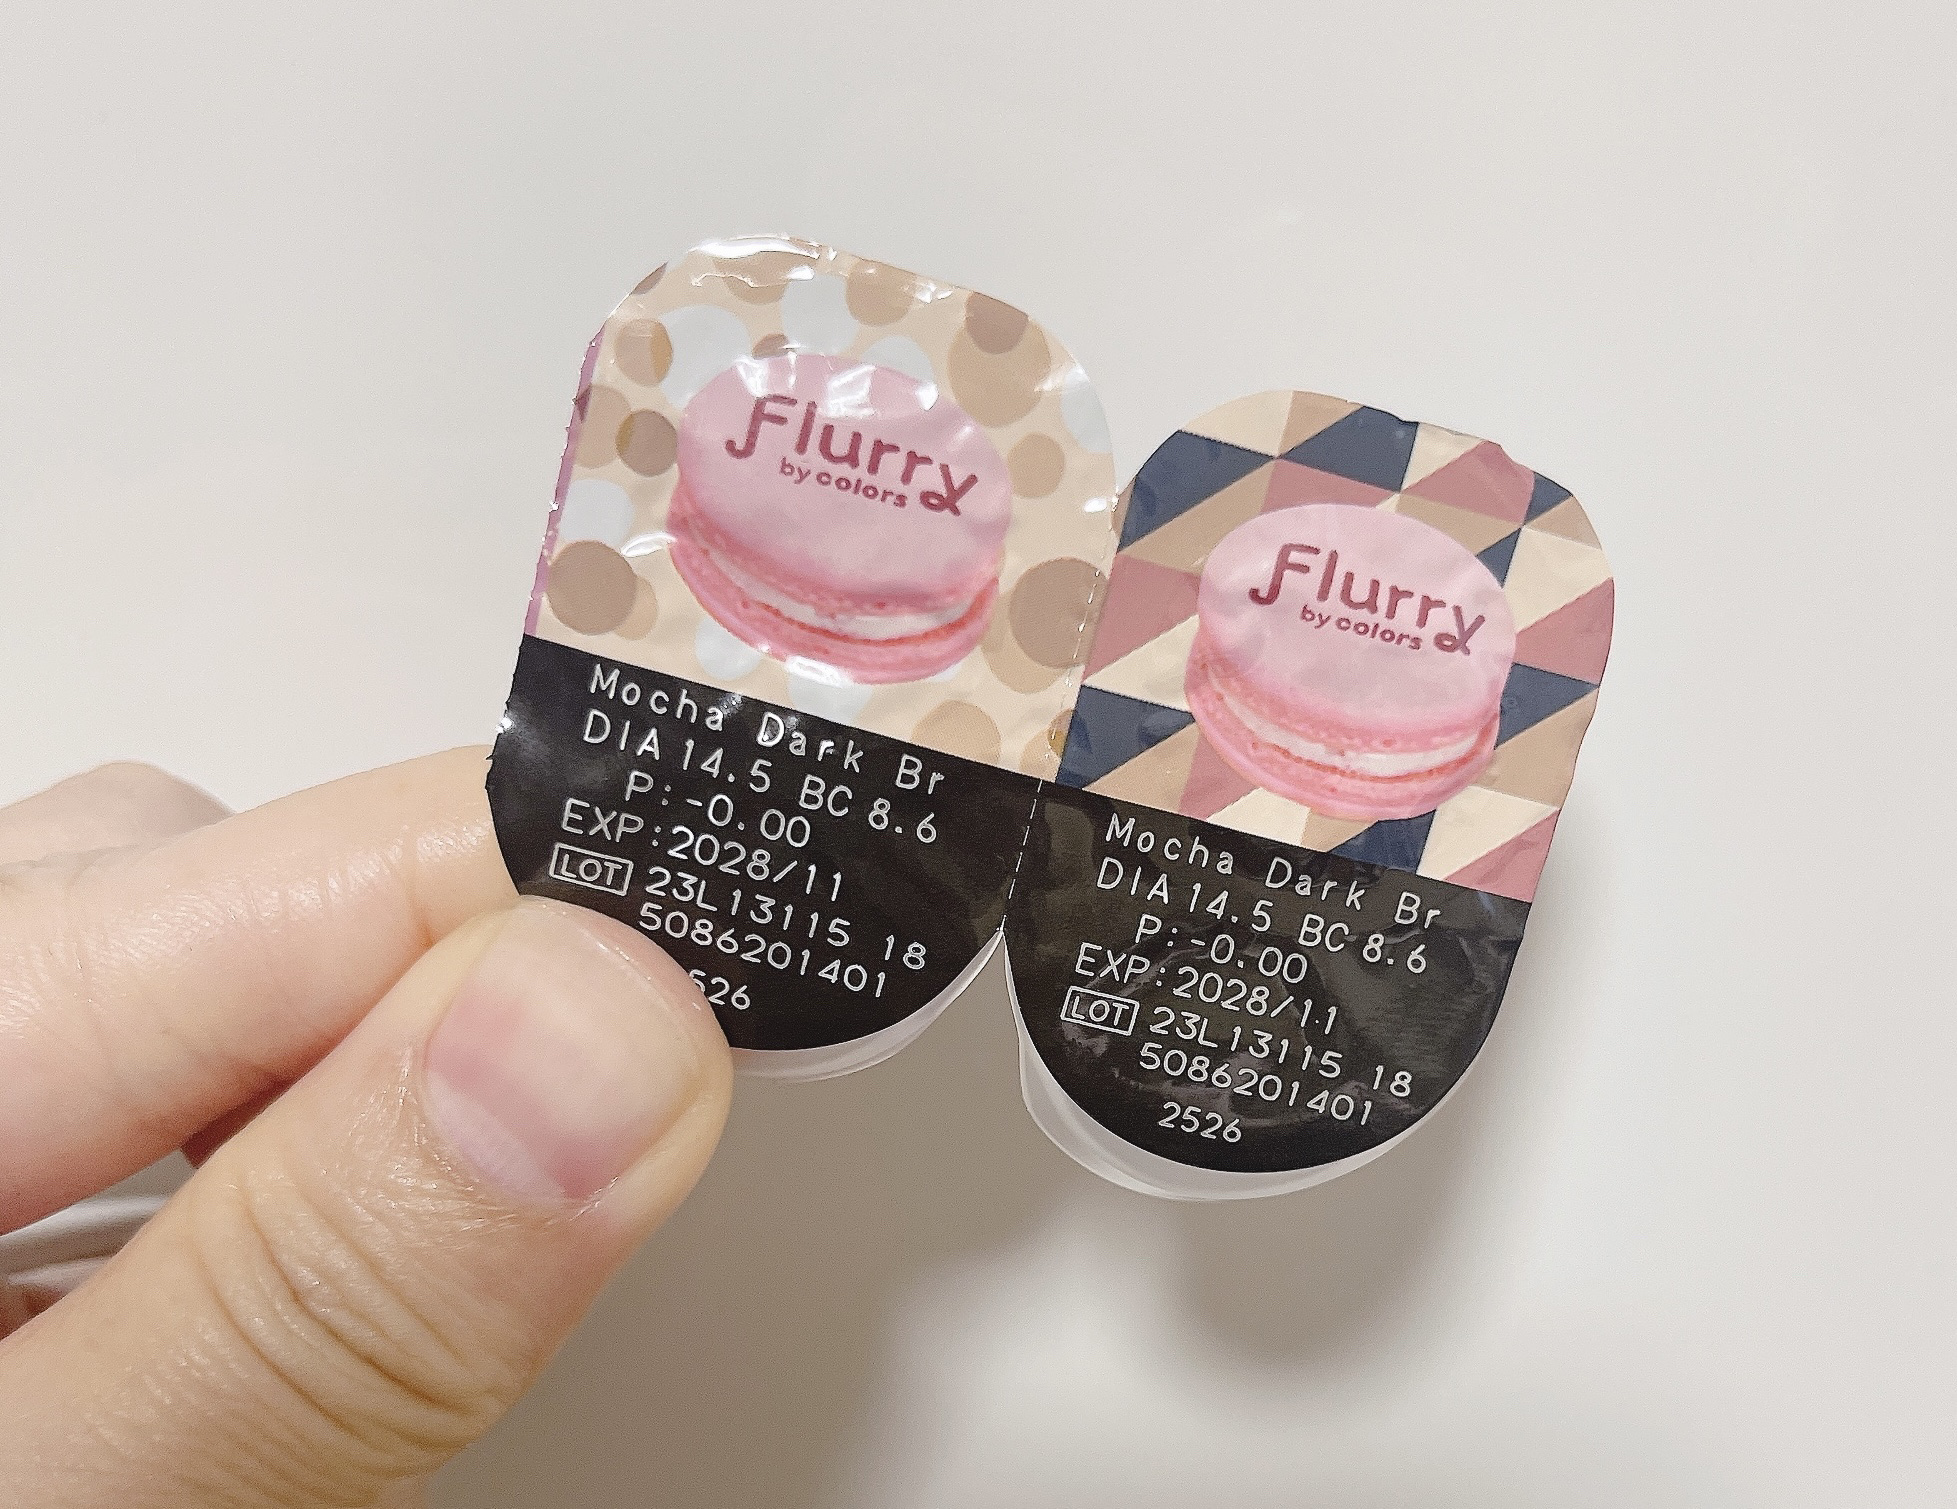 Flurry
by colors
Mocha Dark Br
DIA 14.5 BC 8.6
P:-0.00
EXP:2028/11
LOT 23L13115 18
5086201401
526
Flurry
by colors
Mocha Dark Br
DIA 14.5 BC 8.6
P:-0.00
EXP:2028/11
LOT 23L13115 18
5086201401
2526